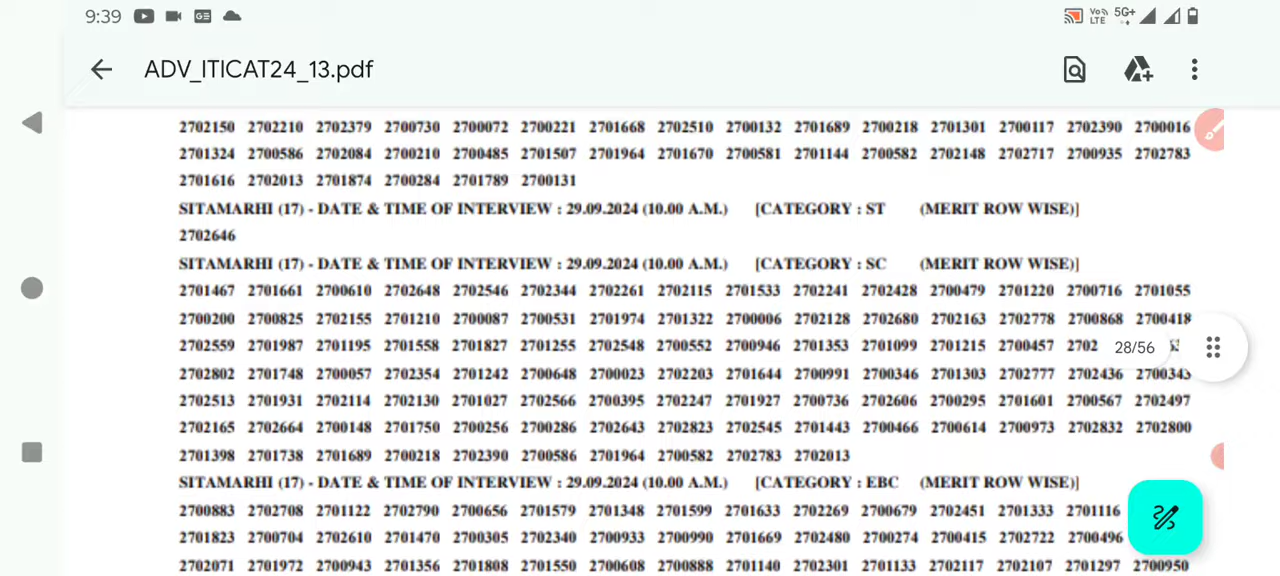 9:39
Vo)) LTE 5G+
ADV_ITICAT24_13.pdf
2702150 2702210 2702379 2700730 2700072 2700221 2701668 2702510 2700132 2701689 2700218 2701301 2700117 2702390 2700016
2701324 2700586 2702084 2700210 2700485 2701507 2701964 2701670 2700581 2701144 2700582 2702148 2702717 2700935 2702783
2701616 2702013 2701874 2700284 2701789 2700131
SITAMARHI (17) - DATE & TIME OF INTERVIEW : 29.09.2024 (10.00 A.M.) [CATEGORY : ST (MERIT ROW WISE)]
2702646
SITAMARHI (17) - DATE & TIME OF INTERVIEW : 29.09.2024 (10.00 A.M.) [CATEGORY : SC (MERIT ROW WISE)]
2701467 2701661 2700610 2702648 2702546 2702344 2702261 2702115 2701533 2702241 2702428 2700479 2701220 2700716 2701055
2700200 2700825 2702155 2701210 2700087 2700531 2701974 2701322 2700006 2702128 2702680 2702163 2702778 2700868 2700418
2702559 2701987 2701195 2701558 2701827 2701255 2702548 2700552 2700946 2701353 2701099 2701215 2700457 2702 28/56
2702802 2701748 2700057 2702354 2701242 2700648 2700023 2702203 2701644 2700991 2700346 2701303 2702777 2702436 2700343
2702513 2701931 2702114 2702130 2701027 2702566 2700395 2702247 2701927 2700736 2702606 2700295 2701601 2700567 2702497
2702165 2702664 2700148 2701750 2700256 2700286 2702643 2702823 2702545 2701443 2700466 2700614 2700973 2702832 2702800
2701398 2701738 2701689 2700218 2702390 2700586 2701964 2700582 2702783 2702013
SITAMARHI (17) - DATE & TIME OF INTERVIEW : 29.09.2024 (10.00 A.M.) [CATEGORY : EBC (MERIT ROW WISE)]
2700883 2702708 2701122 2702790 2700656 2701579 2701348 2701599 2701633 2702269 2700679 2702451 2701333 2701116
2701823 2700704 2702610 2701470 2700305 2702340 2700933 2700990 2701669 2702480 2700274 2700415 2702722 2700496
2702071 2701972 2700943 2701356 2701808 2701550 2700608 2700888 2701140 2702301 2701133 2702117 2702107 2701297 2700950